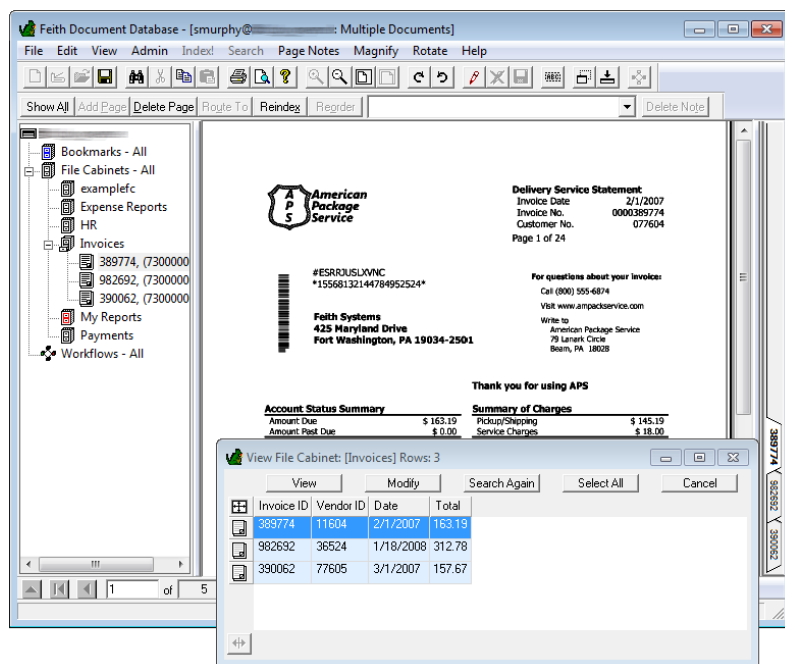 Feith Document Database - [smurphy@ : Multiple Documents]
File Edit View Admin Index! Search Page Notes Magnify Rotate Help
ABC
Show All Add Page Delete Page Route To Reindex Reorder Delete Note
Bookmarks - All
File Cabinets - All
examplefc
Expense Reports
HR
Invoices
389774, (7300000
982692, (7300000
390062, (7300000
My Reports
Payments
Workflows - All
APS
American
Package
Service
Delivery Service Statement
Invoice Date 2/1/2007
Invoice No. 0000389774
Customer No. 077604
Page 1 of 24
#ESRRJUSLXVNC
*15568132144784952524*
For questions about your invoice:
Call (800) 555-6874
Visit www.ampackservice.com
Write to
American Package Service
79 Lanark Circle
Beam, PA 18028
Feith Systems
425 Maryland Drive
Fort Washington, PA 19034-2501
Thank you for using APS
Account Status Summary
Amount Due $ 163.19
Amount Past Due $ 0.00
Summary of Charges
Pickup/Shipping $ 145.19
Service Charges $ 18.00
389774
982692
390062
1 of 5
View File Cabinet: [Invoices] Rows: 3
View Modify Search Again Select All Cancel
Invoice ID Vendor ID Date Total
389774 11604 2/1/2007 163.19
982692 36524 1/18/2008 312.78
390062 77605 3/1/2007 157.67